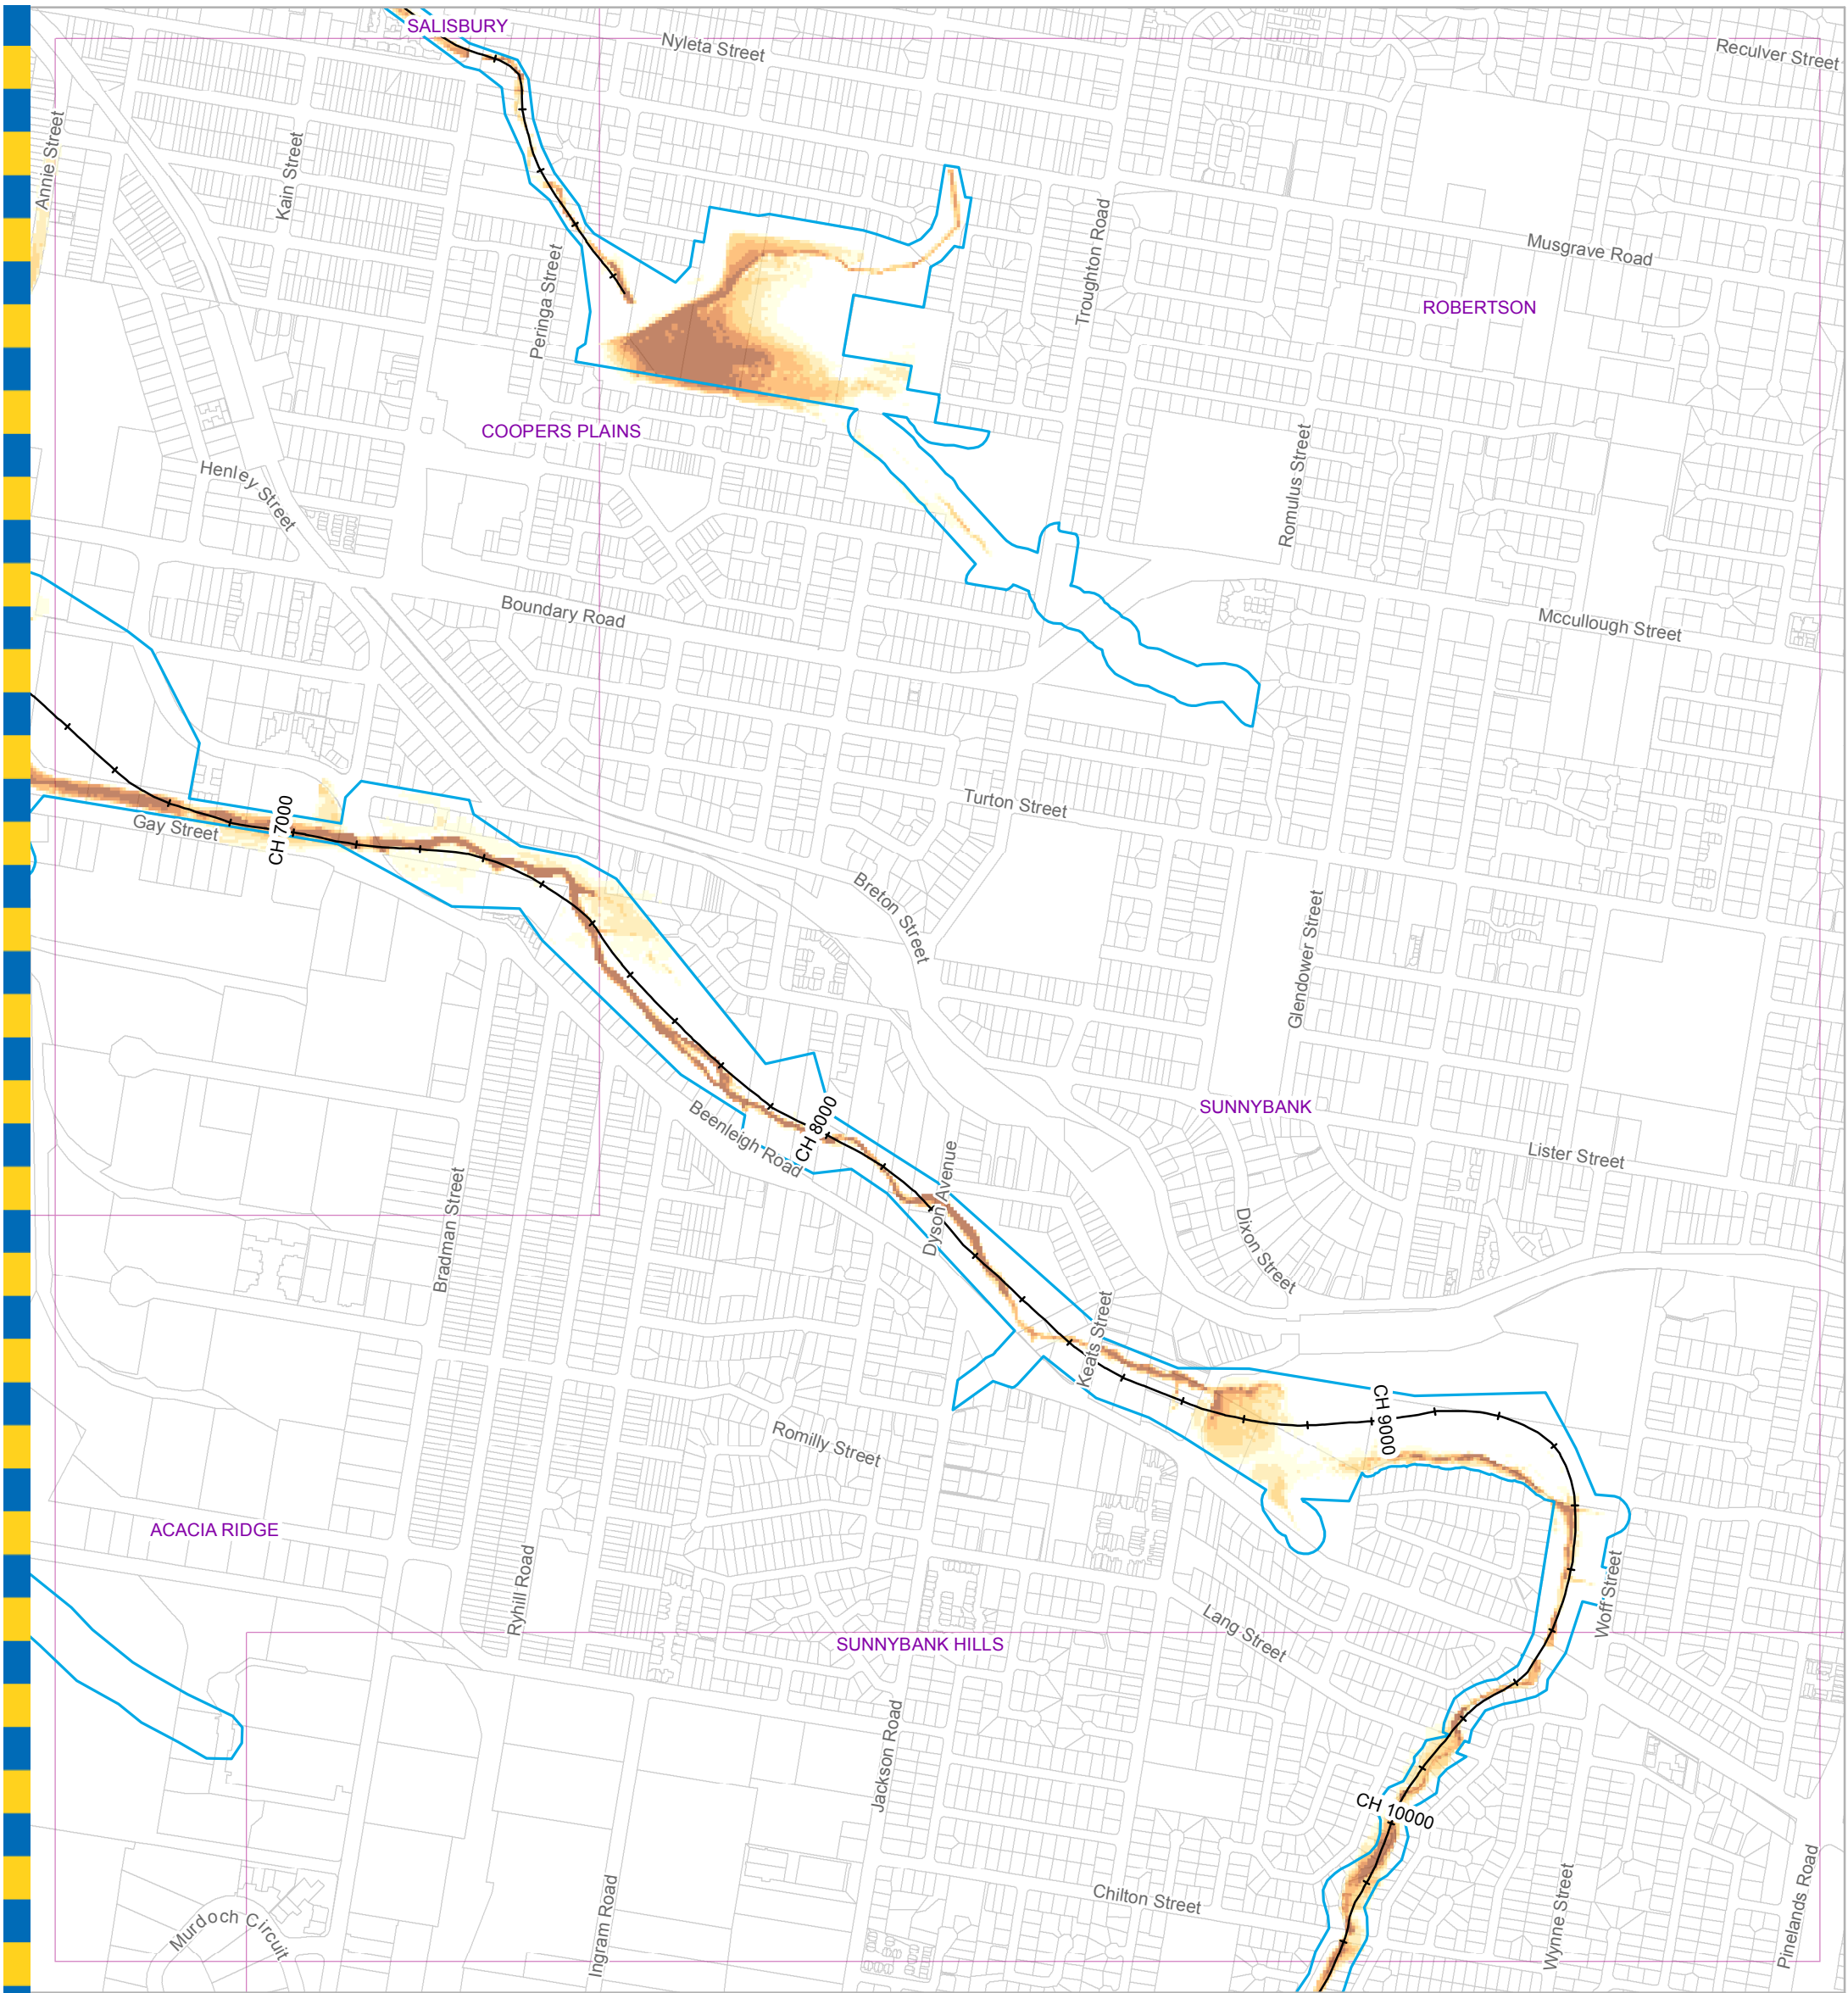 SALISBURY
Nyleta Street
Reculver Street
Annie Street
Kain Street
Peringa Street
Troughton Road
Musgrave Road
ROBERTSON
COOPERS PLAINS
Henley Street
Romulus Street
Boundary Road
Mccullough Street
Gay Street
CH 7000
Turton Street
Breton Street
Glendower Street
Beenleigh Road
CH 8000
SUNNYBANK
Lister Street
Bradman Street
Dyson Avenue
Dixon Street
Keats Street
CH 9000
Romilly Street
ACACIA RIDGE
Ryhill Road
Woff Street
Lang Street
SUNNYBANK HILLS
Jackson Road
CH 10000
Chilton Street
Murdoch Circuit
Ingram Road
Wynne Street
Pinelands Road